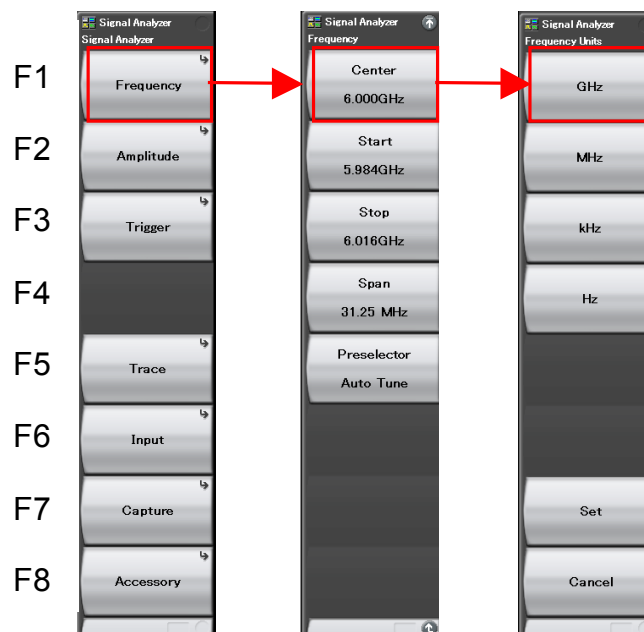 Signal Analyzer
Signal Analyzer
F1
Frequency
F2
Amplitude
F3
Trigger
F4
F5
Trace
F6
Input
F7
Capture
F8
Accessory
Signal Analyzer
Frequency
Center
6.000GHz
Start
5.984GHz
Stop
6.016GHz
Span
31.25 MHz
Preselector
Auto Tune
Signal Analyzer
Frequency Units
GHz
MHz
kHz
Hz
Set
Cancel